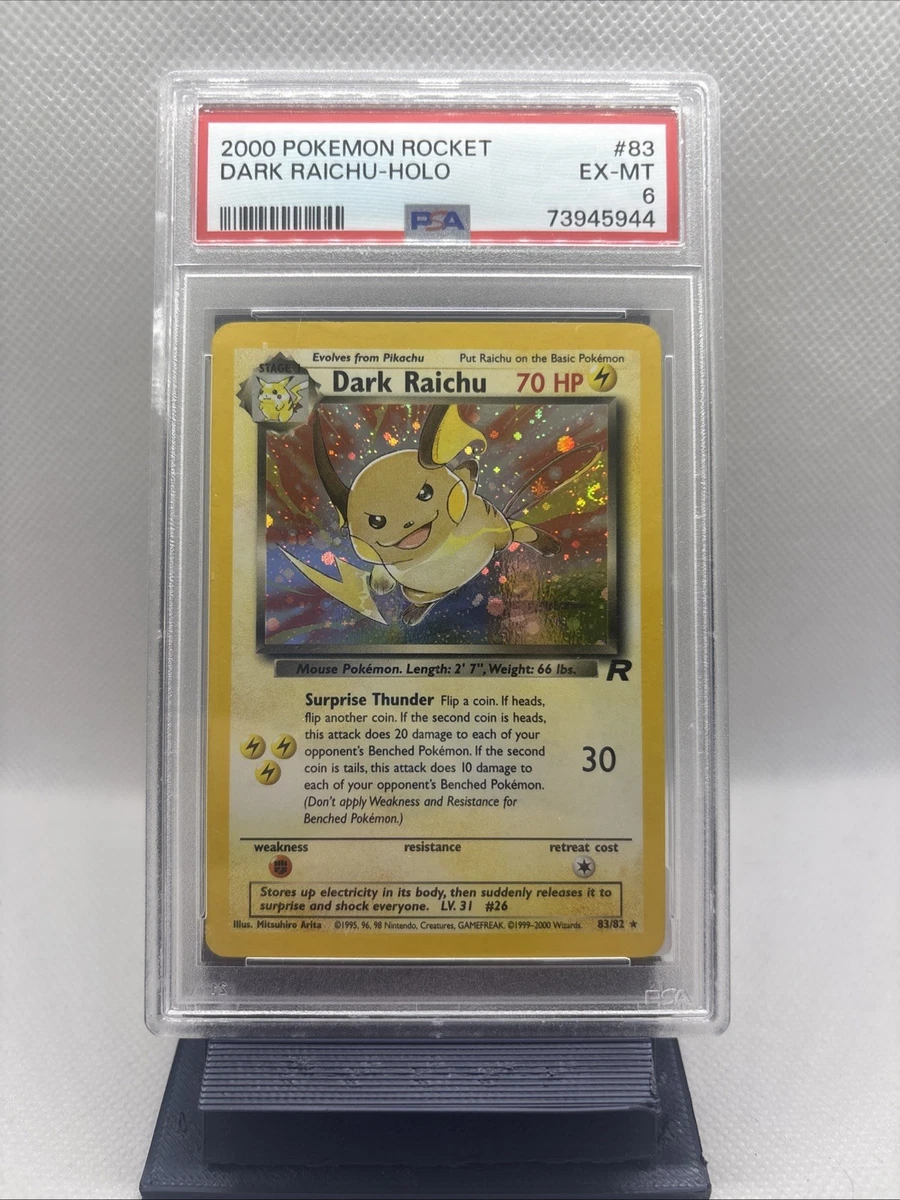 2000 POKEMON ROCKET #83
DARK RAICHU-HOLO EX-MT
6
PSA 73945944
Evolves from Pikachu Put Raichu on the Basic Pokémon
STAGE 1
Dark Raichu 70 HP
Mouse Pokémon. Length: 2' 7", Weight: 66 lbs.
R
Surprise Thunder Flip a coin. If heads,
flip another coin. If the second coin is heads,
this attack does 20 damage to each of your
opponent's Benched Pokémon. If the second
coin is tails, this attack does 10 damage to
each of your opponent's Benched Pokémon.
(Don't apply Weakness and Resistance for
Benched Pokémon.)
30
weakness resistance retreat cost
Stores up electricity in its body, then suddenly releases it to
surprise and shock everyone. LV. 31 #26
Illus. Mitsuhiro Arita ©1995, 96, 98 Nintendo, Creatures, GAMEFREAK. ©1999-2000 Wizards. 83/82 ★
PSA